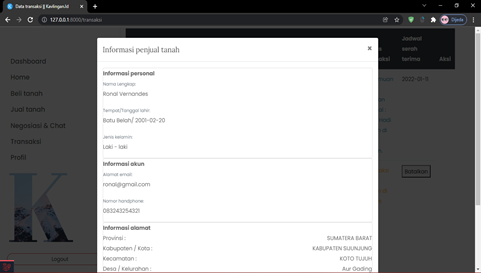 Data transaksi || Kavlingan.id
127.0.0.1:8000/transaksi
Dijeda
Dashboard
Home
Beli tanah
Jual tanah
Negosiasi & Chat
Transaksi
Profil
Logout
Jadwal
serah
terima
Aksi
Batalkan
Informasi penjual tanah
×
Informasi personal
Nama lengkap:
Ronal Vernandes
Tempat/Tanggal lahir:
Batu Belah/ 2001-02-20
Jenis kelamin:
Laki - laki
Informasi akun
Alamat email:
ronal@gmail.com
Nomor handphone:
083243254321
Informasi alamat
Provinsi : SUMATERA BARAT
Kabupaten / Kota : KABUPATEN SIJUNJUNG
Kecamatan : KOTO TUJUH
Desa / Kelurahan : Aur Gading